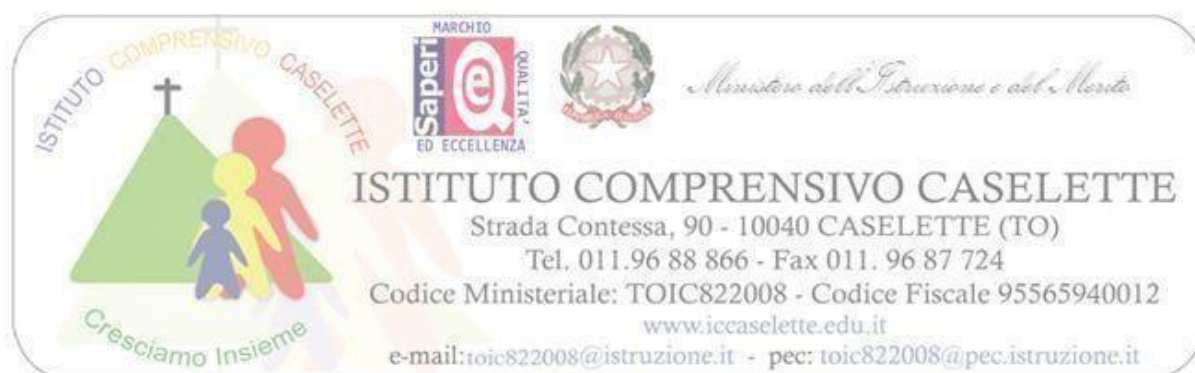 ISTITUTO COMPRENSIVO CASELETTE
Cresciamo Insieme
MARCHIO
Saperi
QUALITA'
ED ECCELLENZA
Ministero dell'Istruzione e del Merito
ISTITUTO COMPRENSIVO CASELETTE
Strada Contessa, 90 - 10040 CASELETTE (TO)
Tel. 011.96 88 866 - Fax 011. 96 87 724
Codice Ministeriale: TOIC822008 - Codice Fiscale 95565940012
www.iccaselette.edu.it
e-mail:toic822008@istruzione.it - pec: toic822008@pec.istruzione.it